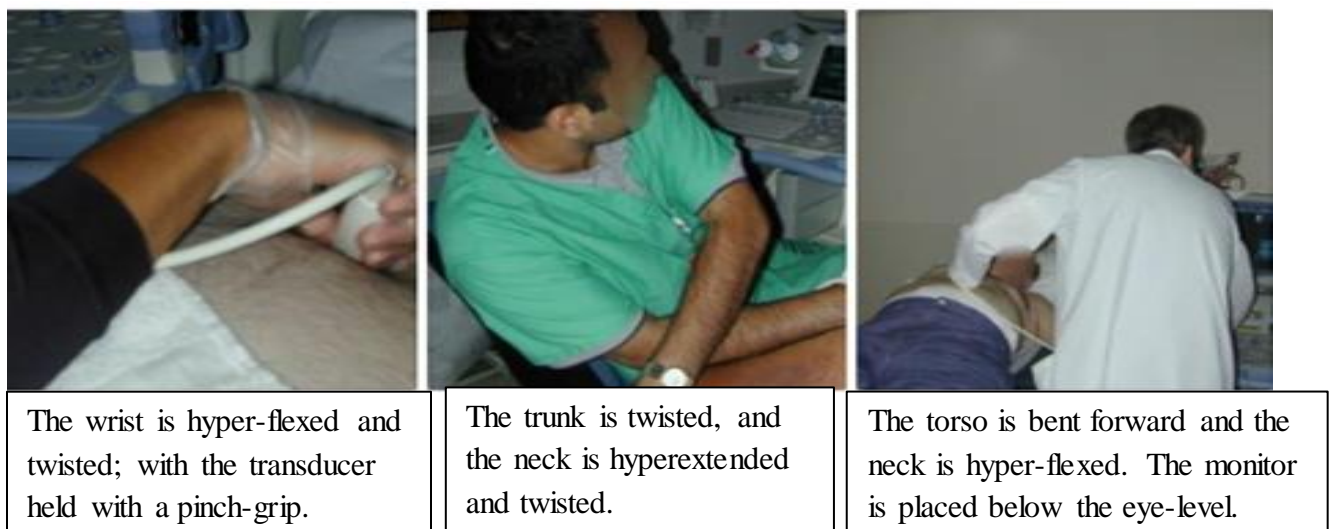 The wrist is hyper-flexed and
twisted; with the transducer
held with a pinch-grip.
The trunk is twisted, and
the neck is hyperextended
and twisted.
The torso is bent forward and the
neck is hyper-flexed. The monitor
is placed below the eye-level.